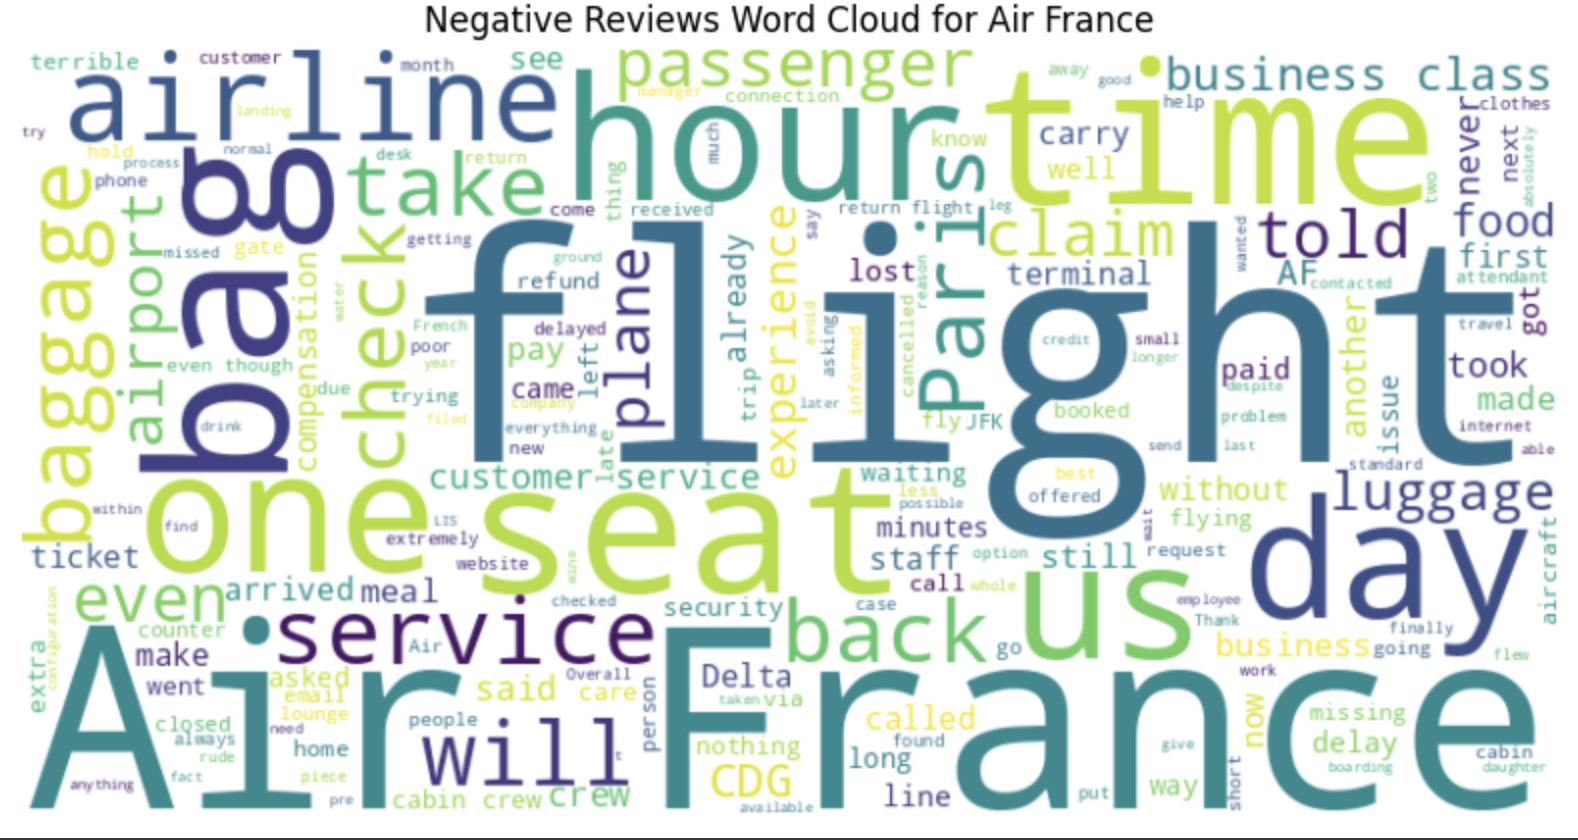 Negative Reviews Word Cloud for Air France
terrible
customer
airline
month
see
passenger
manager
connection
away
good
business class
help
clothes
landing
try
hour
time
know
carry
well
much
never
next
absolutely
two
hold
process
normal
phone
desk
return
take
thing
come
received
return flight
leg
say
Paris
claim
told
food
first
attendant
wanted
AF
contacted
terminal
lost
reason
baggage
airport
bag
missed
gate
compensation
water
check
getting
ground
refund
flight
plane
already
experience
avoid
asking
informed
cancelled
French
poor
year
delayed
pay
left
came
company
trying
filed
everything
new
late
trip
later
fly
JFK
credit
small
longer
paid
despite
booked
problem
send
last
another
issue
travel
got
took
made
internet
able
standard
even though
due
drink
customer service
waiting
less
possible
best
offered
without
flying
wait
luggage
within
find
one
LIS
extremely
website
seat
wine
minutes
staff
option
still
request
day
aircraft
ticket
even
arrived
meal
checked
security
call
whole
case
us
employee
Thank
finally
business
going
flew
counter
make
service
Air
back
go
work
extra
configuration
went
asked
email
lounge
said
Overall
care
person
Delta
taken
via
called
found
now
missing
delay
boarding
cabin
daughter
closed
always
rude
need
home
people
will
t
nothing
long
give
Air France
anything
fact
piece
pre
cabin crew
crew
CDG
available
line
put
way
short